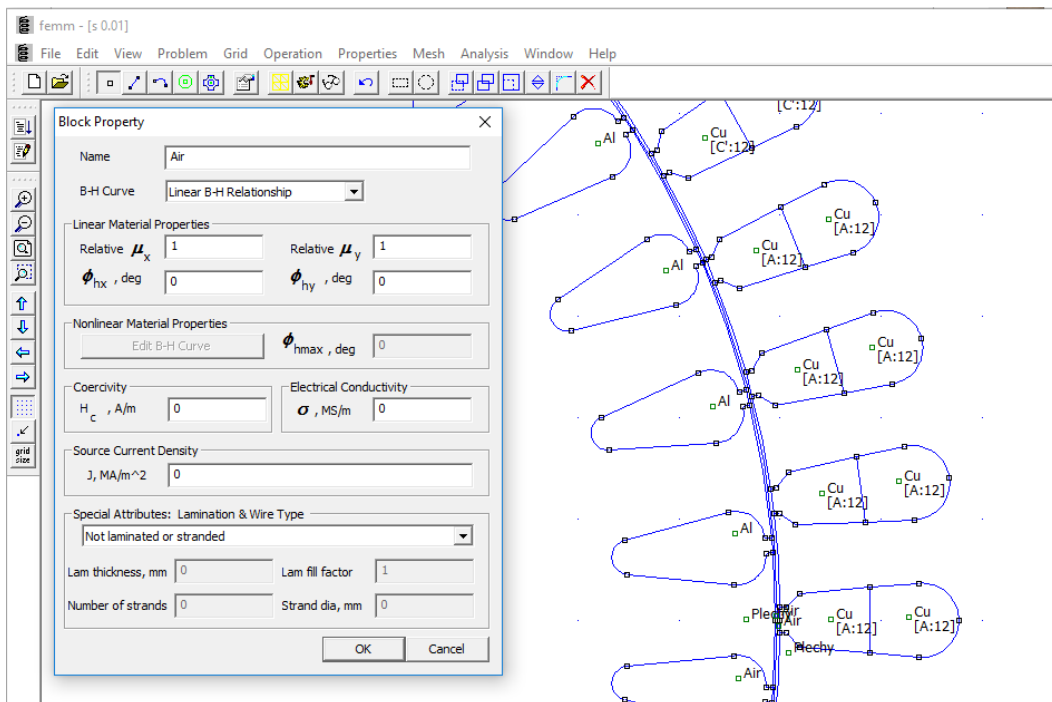 femm - [s 0.01]
File Edit View Problem Grid Operation Properties Mesh Analysis Window Help
Block Property
Name Air
B-H Curve Linear B-H Relationship
Linear Material Properties
Relative μx 1 Relative μy 1
ϕhx , deg 0 ϕhy , deg 0
Nonlinear Material Properties
Edit B-H Curve ϕhmax , deg 0
Coercivity Electrical Conductivity
Hc , A/m 0 σ , MS/m 0
Source Current Density
J, MA/m^2 0
Special Attributes: Lamination & Wire Type
Not laminated or stranded
Lam thickness, mm 0 Lam fill factor 1
Number of strands 0 Strand dia, mm 0
OK Cancel
grid
size
[C':12]
Al
Cu
[C':12]
Cu
[A:12]
Cu
[A:12]
Al
Cu
[A:12]
Cu
[A:12]
Al
Cu
[A:12]
Cu
[A:12]
Al
Plechy
Air
Air
Cu
[A:12]
Cu
[A:12]
Plechy
Air